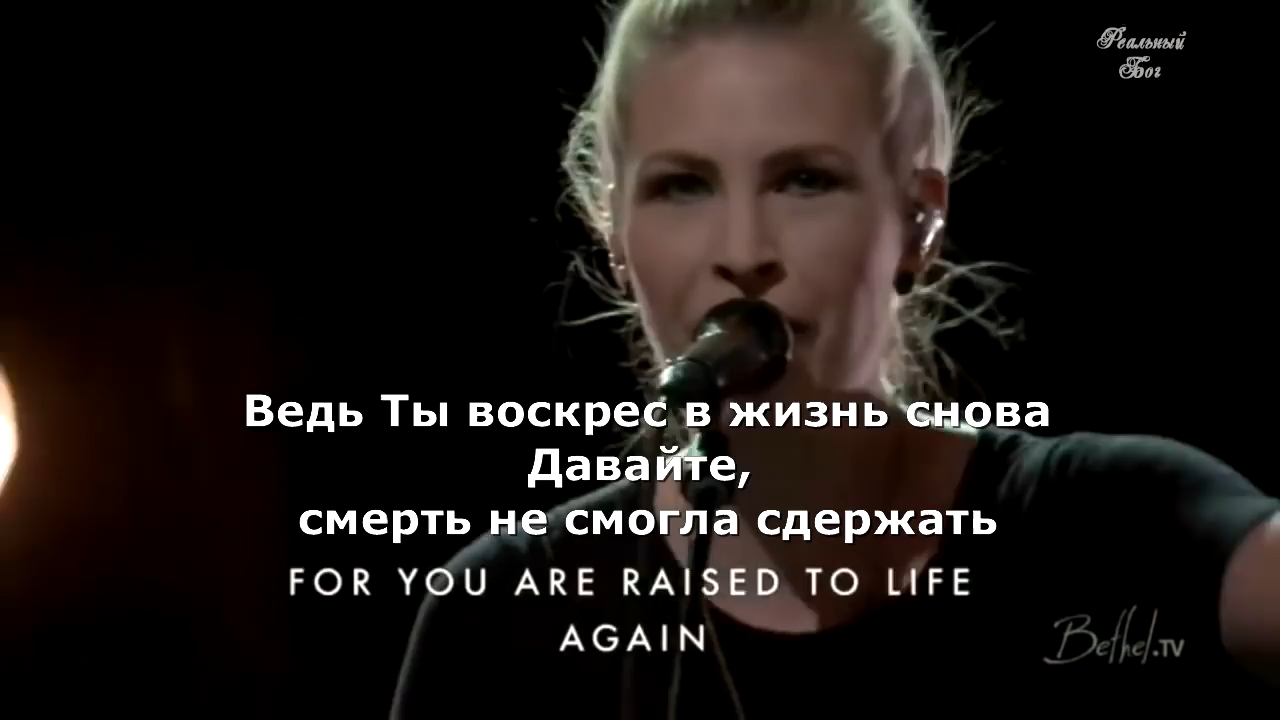 Реальный
Бог
Ведь Ты воскрес в жизнь снова
Давайте,
смерть не смогла сдержать
FOR YOU ARE RAISED TO LIFE
AGAIN
Bethel.TV